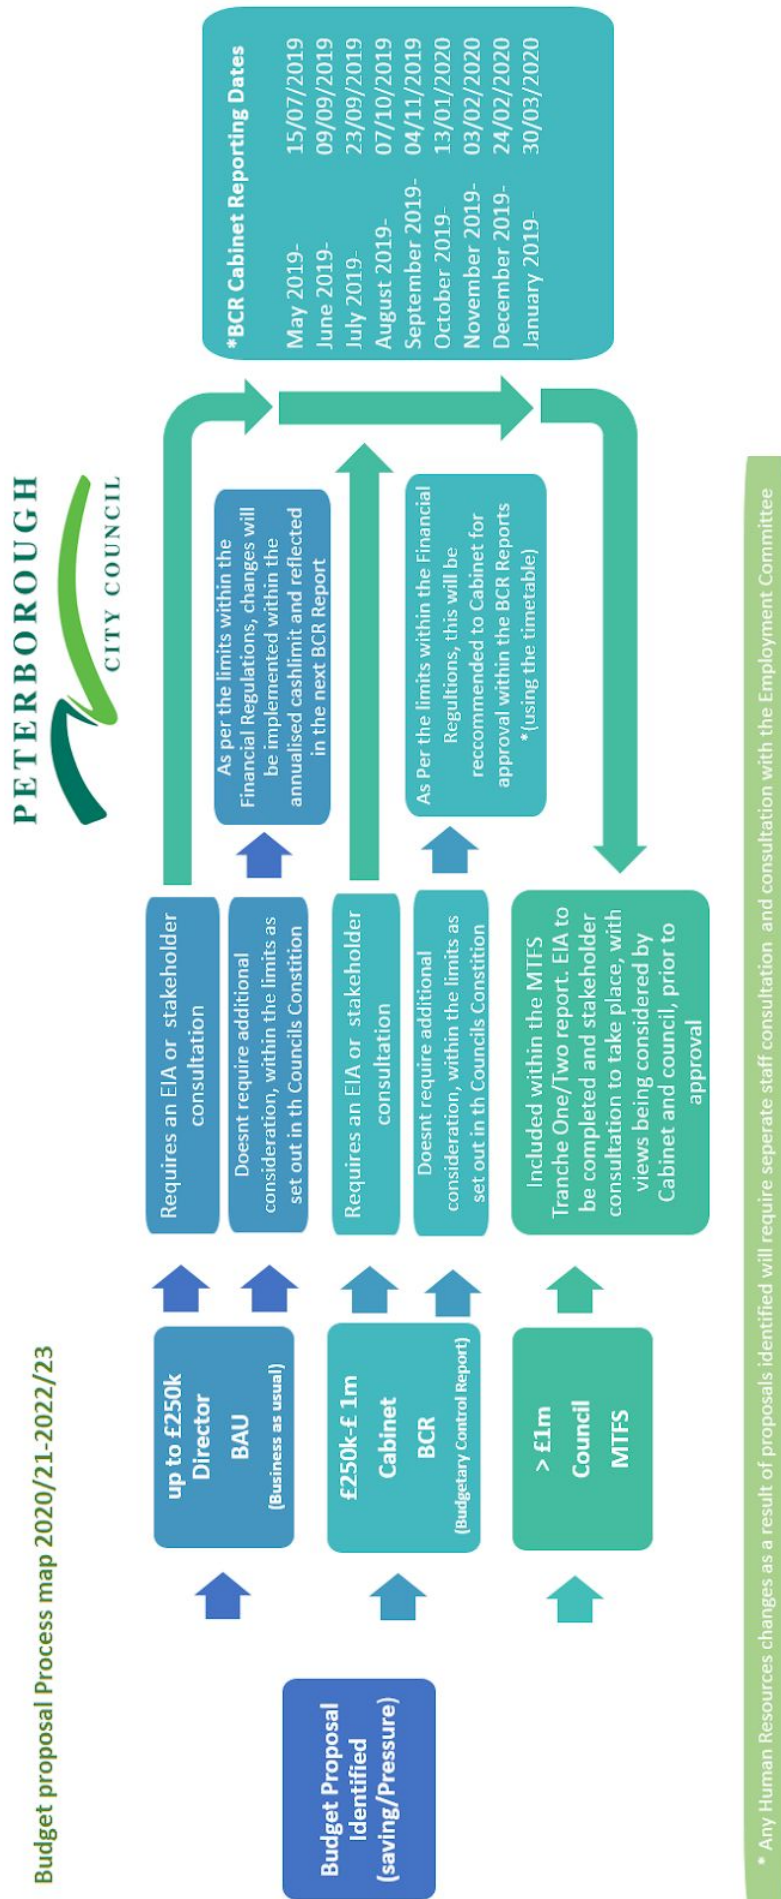 Budget proposal Process map 2020/21-2022/23
PETERBOROUGH
CITY COUNCIL
Budget Proposal
Identified
(saving/Pressure)
up to £250k
Director
BAU
(Business as usual)
Requires an EIA or stakeholder
consultation
Doesnt require additional
consideration, within the limits as
set out in th Councils Constition
As per the limits within the
Financial Regulations, changes will
be implemented within the
annualised cashlimit and reflected
in the next BCR Report
£250k-£ 1m
Cabinet
BCR
(Budgetary Control Report)
Requires an EIA or stakeholder
consultation
Doesnt require additional
consideration, within the limits as
set out in th Councils Constition
As Per the limits within the Financial
Regultions, this will be
reccommended to Cabinet for
approval within the BCR Reports
*(using the timetable)
> £1m
Council
MTFS
Included within the MTFS
Tranche One/Two report. EIA to
be completed and stakeholder
consultation to take place, with
views being considered by
Cabinet and council, prior to
approval
*BCR Cabinet Reporting Dates
May 2019- 15/07/2019
June 2019- 09/09/2019
July 2019- 23/09/2019
August 2019- 07/10/2019
September 2019- 04/11/2019
October 2019- 13/01/2020
November 2019- 03/02/2020
December 2019- 24/02/2020
January 2019- 30/03/2020
* Any Human Resources changes as a result of proposals identified will require seperate staff consultation and consultation with the Employment Committee